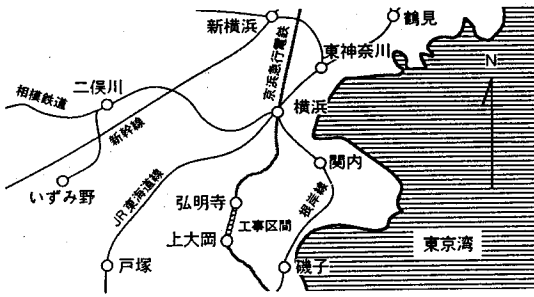 新横浜
鶴見
東神奈川
京浜急行電鉄
N
二俣川
相模鉄道
横浜
新幹線
関内
いずみ野
JR東海道線
弘明寺
根岸線
工事区間
上大岡
東京湾
戸塚
磯子